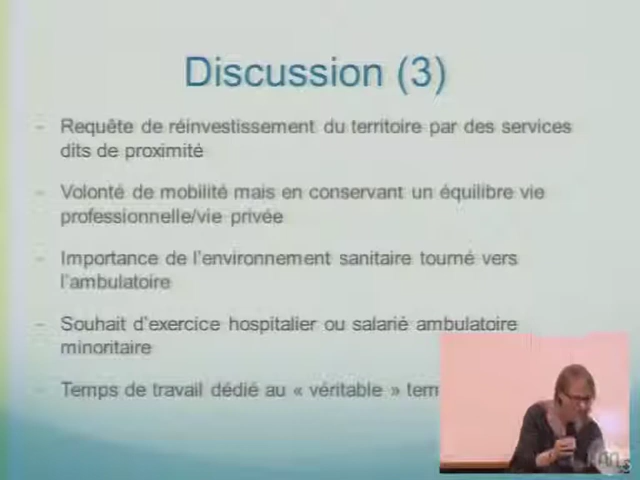 Discussion (3)
- Requête de réinvestissement du territoire par des services
dits de proximité
- Volonté de mobilité mais en conservant un équilibre vie
professionnelle/vie privée
- Importance de l'environnement sanitaire tourné vers
l'ambulatoire
- Souhait d'exercice hospitalier ou salarié ambulatoire
minoritaire
- Temps de travail dédié au « véritable »